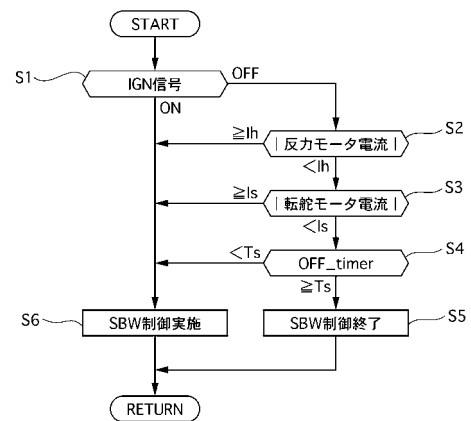 START
S1
IGN信号
OFF
ON
S2
≧Ih
|反力モータ電流|
<Ih
S3
≧Is
|転舵モータ電流|
<Is
S4
<Ts
OFF_timer
≧Ts
S6
SBW制御実施
SBW制御終了
S5
RETURN